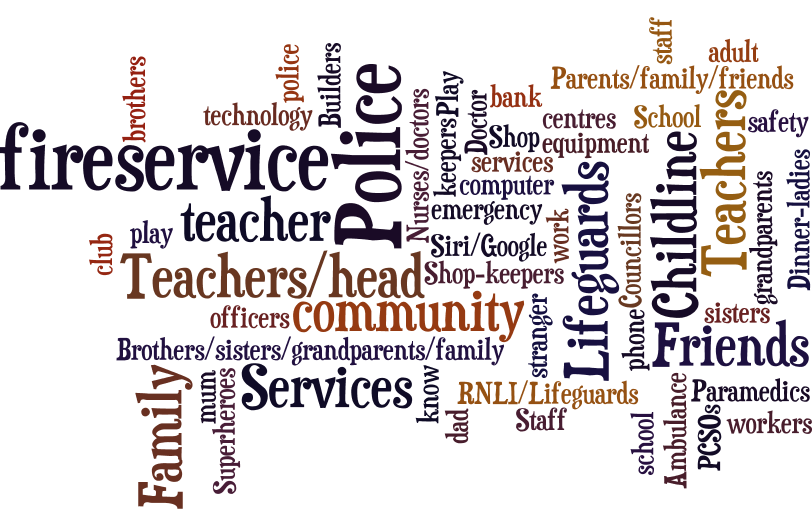 staff
adult
brothers
police
Builders
Parents/family/friends
Play
Doctor
bank
technology
Police
Nurses/doctors
keepers
Shop
centres
School
Teachers
safety
equipment
fireservice
services
computer
Childline
Dinner-ladies
teacher
play
emergency
work
Lifeguards
Councillors
grandparents
club
Siri/Google
Teachers/head
Shop-keepers
officers
community
stranger
phone
sisters
Brothers/sisters/grandparents/family
Friends
Family
mum
Superheroes
Services
know
dad
RNLI/Lifeguards
Staff
school
Ambulance
PCSOs
Paramedics
workers